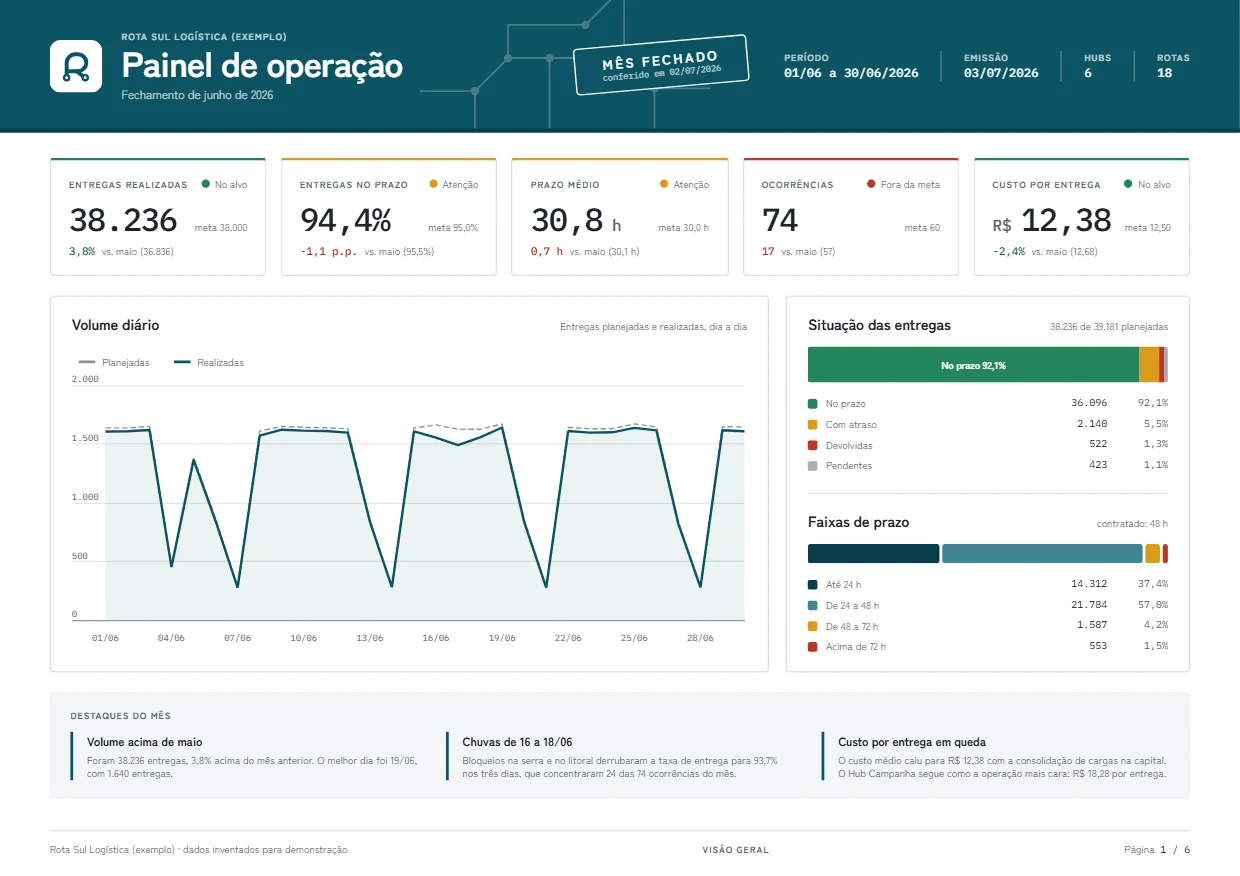 ROTA SUL LOGÍSTICA (EXEMPLO)
Painel de operação
Fechamento de junho de 2026
MÊS FECHADO
conferido em 02/07/2026
PERÍODO
01/06 a 30/06/2026
EMISSÃO
03/07/2026
HUBS
6
ROTAS
18
ENTREGAS REALIZADAS
No alvo
38.236
meta 38.000
3,8% vs. maio (36.836)
ENTREGAS NO PRAZO
Atenção
94,4%
meta 95,0%
-1,1 p.p. vs. maio (95,5%)
PRAZO MÉDIO
Atenção
30,8 h
meta 30,0 h
0,7 h vs. maio (30,1 h)
OCORRÊNCIAS
Fora da meta
74
meta 60
17 vs. maio (57)
CUSTO POR ENTREGA
No alvo
R$ 12,38
meta 12,50
-2,4% vs. maio (12,68)
Volume diário
Entregas planejadas e realizadas, dia a dia
Planejadas
Realizadas
2.000
1.500
1.000
500
0
01/06 04/06 07/06 10/06 13/06 16/06 19/06 22/06 25/06 28/06
Situação das entregas
38.236 de 39.181 planejadas
No prazo 92,1%
No prazo 36.096 92,1%
Com atraso 2.140 5,5%
Devolvidas 522 1,3%
Pendentes 423 1,1%
Faixas de prazo
contratado: 48 h
Até 24 h 14.312 37,4%
De 24 a 48 h 21.784 57,0%
De 48 a 72 h 1.587 4,2%
Acima de 72 h 553 1,5%
DESTAQUES DO MÊS
Volume acima de maio
Foram 38.236 entregas, 3,8% acima do mês anterior. O melhor dia foi 19/06,
com 1.640 entregas.
Chuvas de 16 a 18/06
Bloqueios na serra e no litoral derrubaram a taxa de entrega para 93,7%
nos três dias, que concentraram 24 das 74 ocorrências do mês.
Custo por entrega em queda
O custo médio caiu para R$ 12,38 com a consolidação de cargas na capital.
O Hub Campanha segue como a operação mais cara: R$ 18,28 por entrega.
Rota Sul Logística (exemplo) · dados inventados para demonstração
VISÃO GERAL
Página 1 / 6